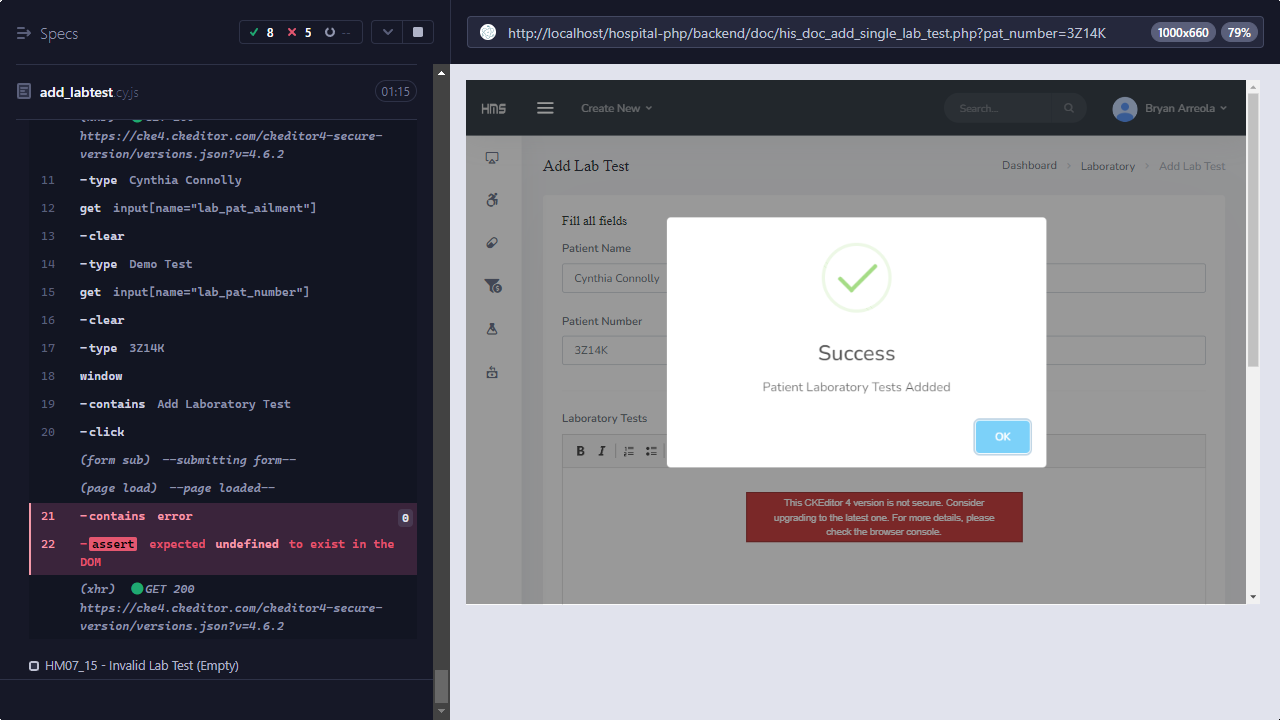 Specs
8
5
--
http://localhost/hospital-php/backend/doc/his_doc_add_single_lab_test.php?pat_number=3Z14K
1000x660
79%
add_labtest.cy.js
01:15
https://cke4.ckeditor.com/ckeditor4-secure-
version/versions.json?v=4.6.2
11 -type Cynthia Connolly
12 get input[name="lab_pat_ailment"]
13 -clear
14 -type Demo Test
15 get input[name="lab_pat_number"]
16 -clear
17 -type 3Z14K
18 window
19 -contains Add Laboratory Test
20 -click
(form sub) --submitting form--
(page load) --page loaded--
21 -contains error 0
22 -assert expected undefined to exist in the
DOM
(xhr) GET 200
https://cke4.ckeditor.com/ckeditor4-secure-
version/versions.json?v=4.6.2
HM07_15 - Invalid Lab Test (Empty)
HMS
Create New
Search...
Bryan Arreola
Add Lab Test
Dashboard > Laboratory > Add Lab Test
Fill all fields
Patient Name
Cynthia Connolly
Patient Number
3Z14K
Laboratory Tests
B I
Success
Patient Laboratory Tests Addded
OK
This CKEditor 4 version is not secure. Consider
upgrading to the latest one. For more details, please
check the browser console.